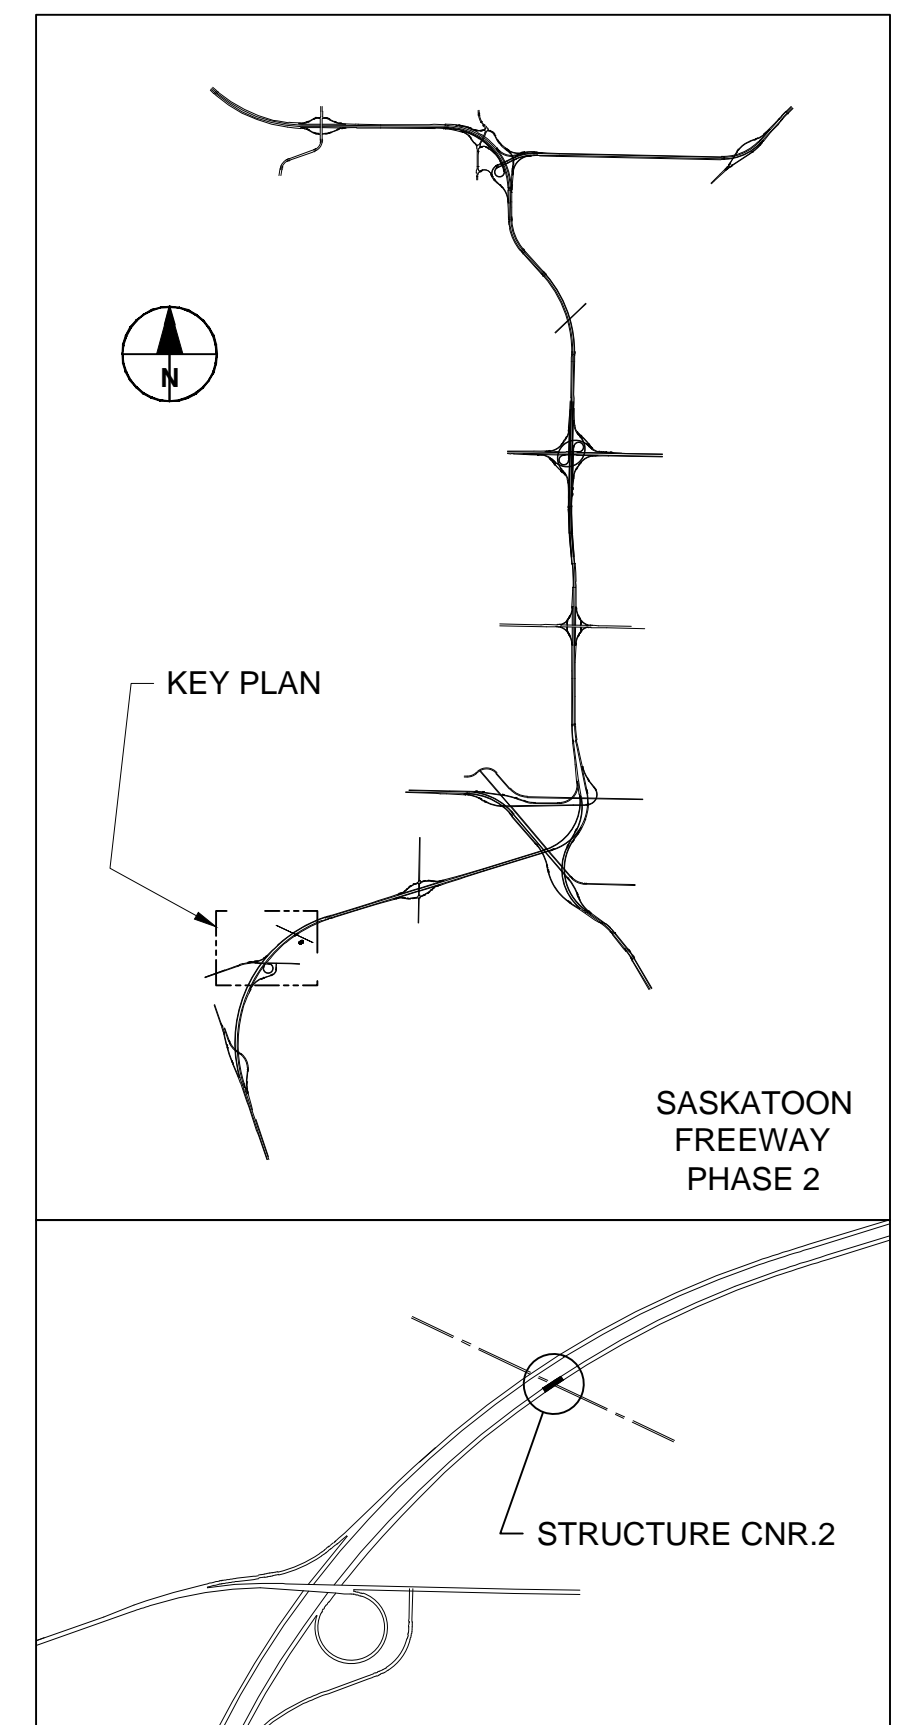 N
KEY PLAN
SASKATOON
FREEWAY
PHASE 2
STRUCTURE CNR.2